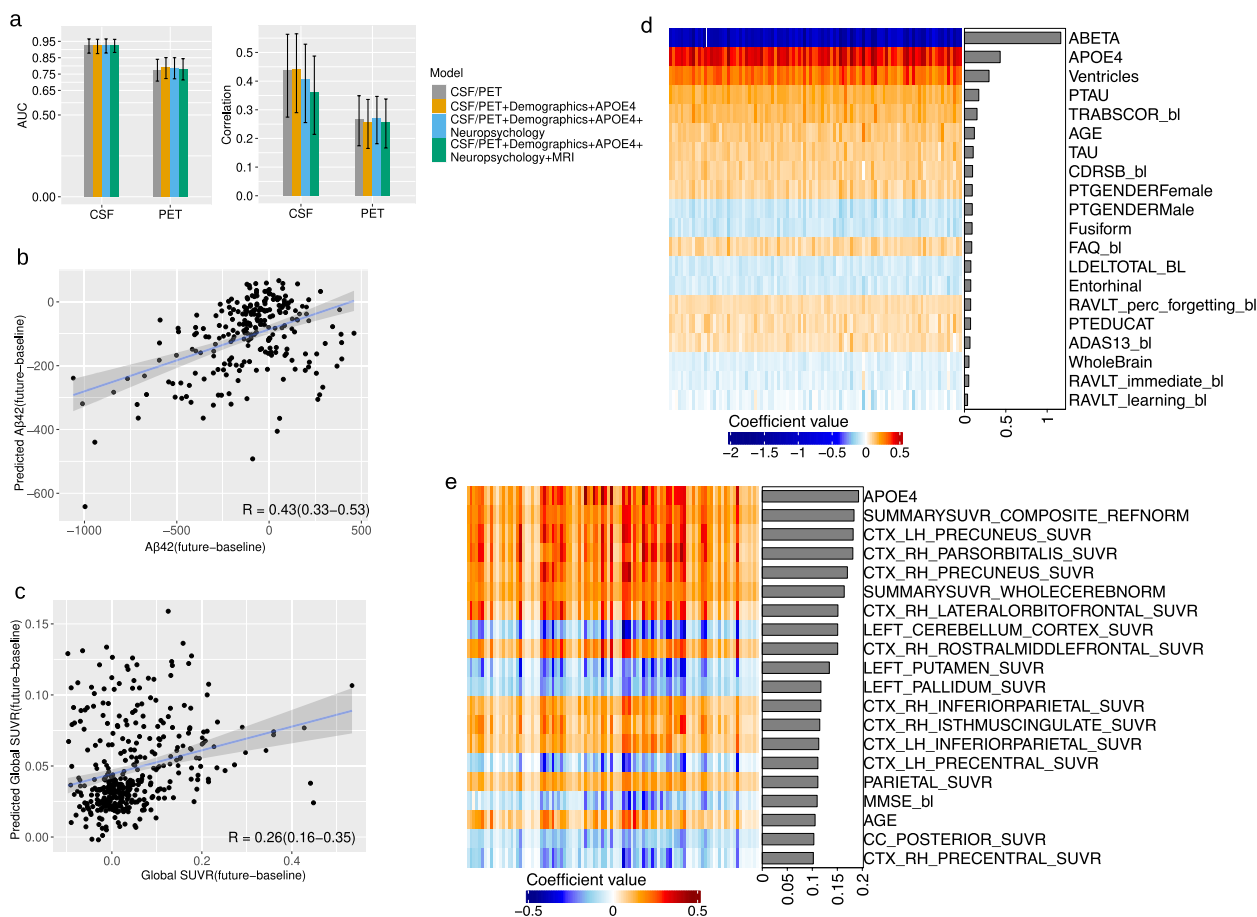 a
0.95
0.85
0.75
0.65
0.50
0.00
AUC
CSF
PET
0.5
0.4
0.3
0.2
0.1
0.0
Correlation
CSF
PET
Model
CSF/PET
CSF/PET+Demographics+APOE4
CSF/PET+Demographics+APOE4+
Neuropsychology
CSF/PET+Demographics+APOE4+
Neuropsychology+MRI
b
0
−200
−400
−600
Predicted Aβ42(future−baseline)
R = 0.43(0.33−0.53)
−1000
−500
0
500
Aβ42(future−baseline)
c
0.15
0.10
0.05
0.00
Predicted Global SUVR(future−baseline)
R = 0.26(0.16−0.35)
0.0
0.2
0.4
Global SUVR(future−baseline)
d
ABETA
APOE4
Ventricles
PTAU
TRABSCOR_bl
AGE
TAU
CDRSB_bl
PTGENDERFemale
PTGENDERMale
Fusiform
FAQ_bl
LDELTOTAL_BL
Entorhinal
RAVLT_perc_forgetting_bl
PTEDUCAT
ADAS13_bl
WholeBrain
RAVLT_immediate_bl
RAVLT_learning_bl
0
0.5
1
Coefficient value
−2
−1.5
−1
−0.5
0
0.5
e
APOE4
SUMMARYSUVR_COMPOSITE_REFNORM
CTX_LH_PRECUNEUS_SUVR
CTX_RH_PARSORBITALIS_SUVR
CTX_RH_PRECUNEUS_SUVR
SUMMARYSUVR_WHOLECEREBNORM
CTX_RH_LATERALORBITOFRONTAL_SUVR
LEFT_CEREBELLUM_CORTEX_SUVR
CTX_RH_ROSTRALMIDDLEFRONTAL_SUVR
LEFT_PUTAMEN_SUVR
LEFT_PALLIDUM_SUVR
CTX_RH_INFERIORPARIETAL_SUVR
CTX_RH_ISTHMUSCINGULATE_SUVR
CTX_LH_INFERIORPARIETAL_SUVR
CTX_LH_PRECENTRAL_SUVR
PARIETAL_SUVR
MMSE_bl
AGE
CC_POSTERIOR_SUVR
CTX_RH_PRECENTRAL_SUVR
0
0.05
0.1
0.15
0.2
Coefficient value
−0.5
0
0.5